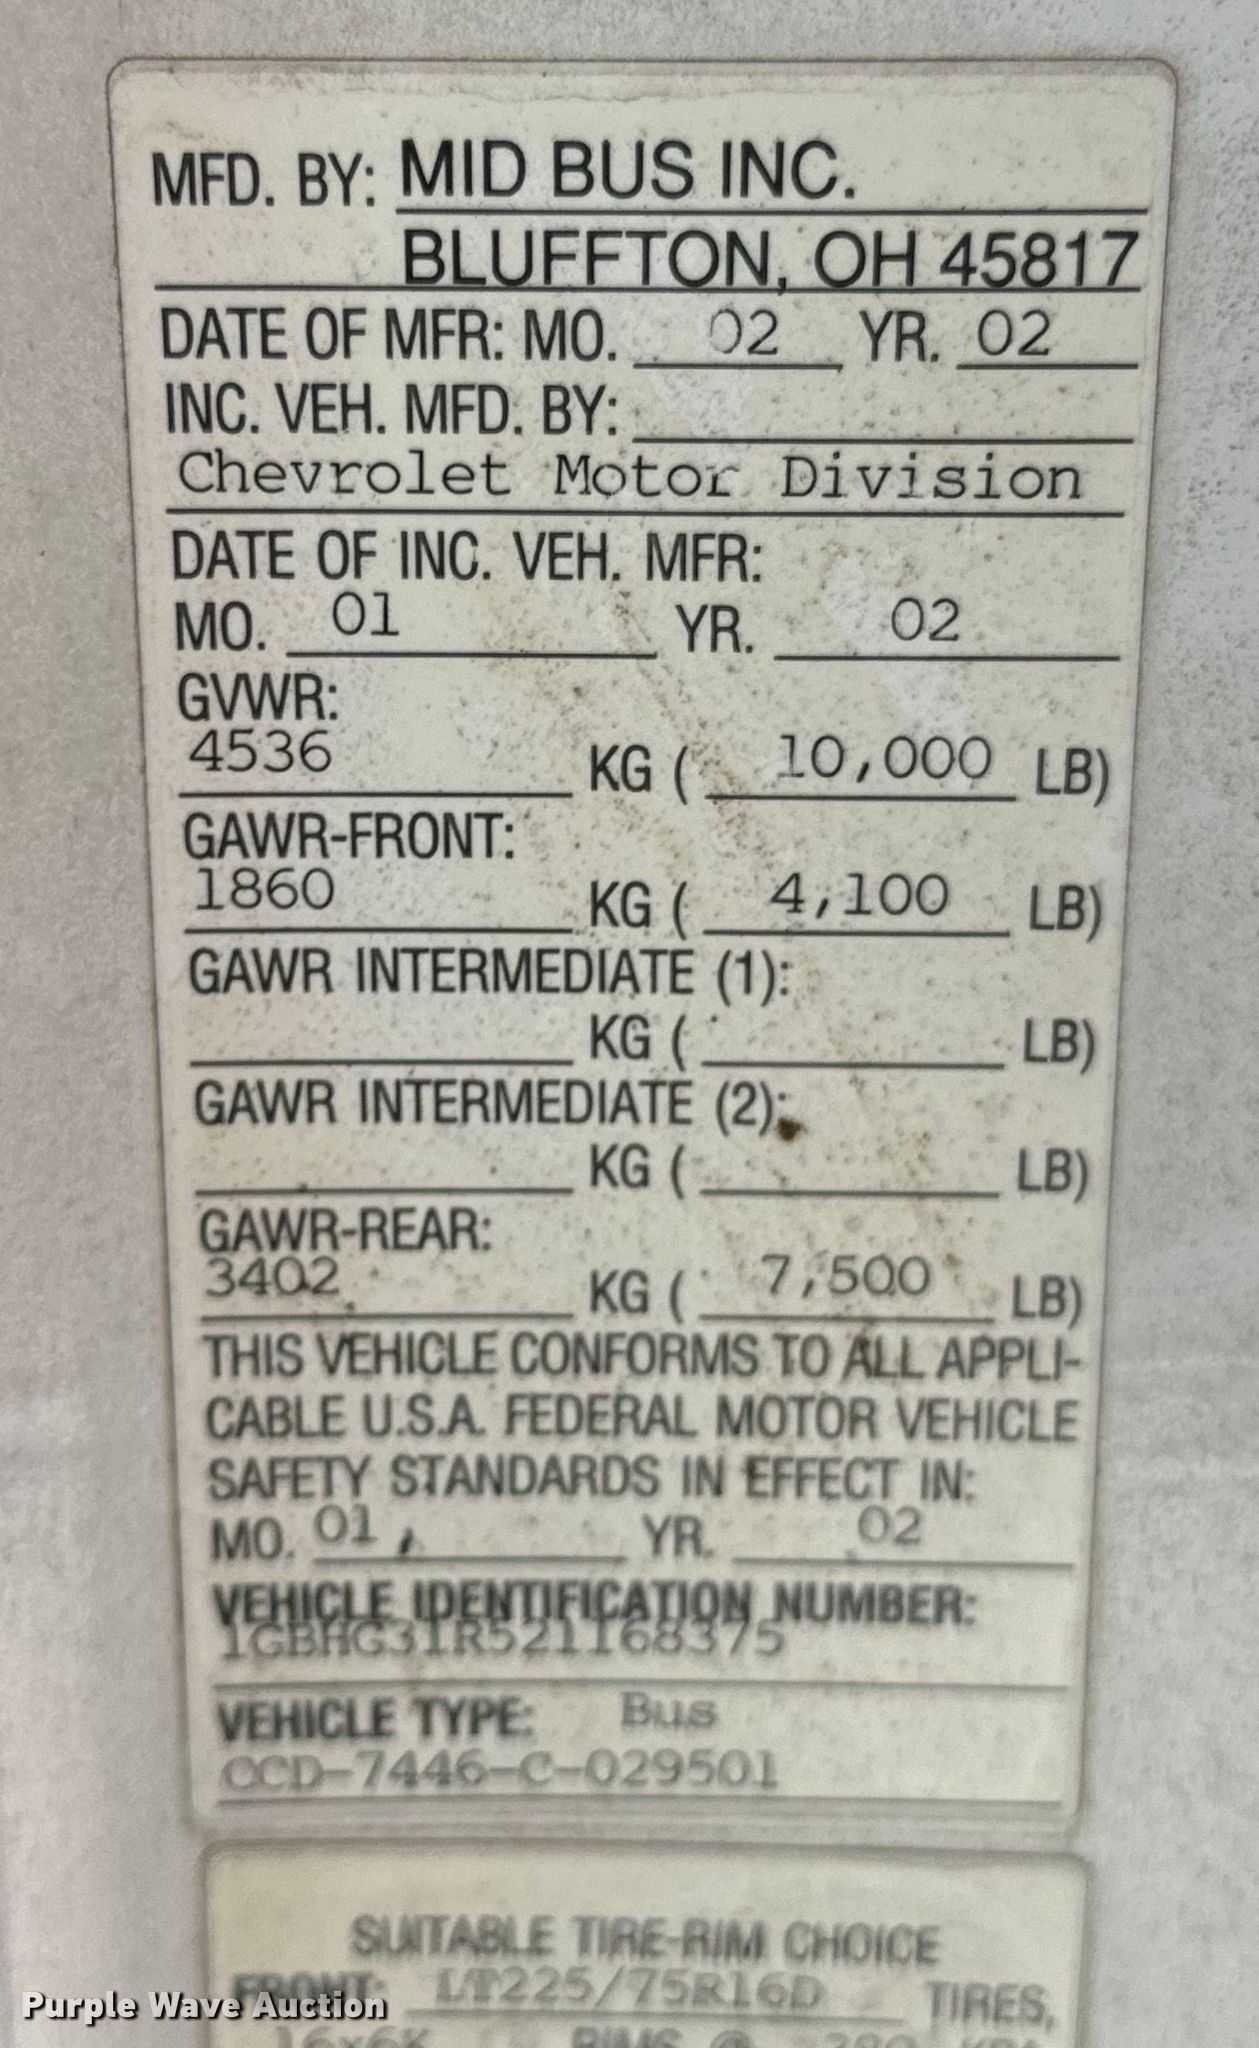 MFD. BY: MID BUS INC.
BLUFFTON, OH 45817
DATE OF MFR: MO. 02 YR. 02
INC. VEH. MFD. BY:
Chevrolet Motor Division
DATE OF INC. VEH. MFR:
MO. 01 YR. 02
GVWR:
4536 KG ( 10,000 LB)
GAWR-FRONT:
1860 KG ( 4,100 LB)
GAWR INTERMEDIATE (1):
KG ( LB)
GAWR INTERMEDIATE (2):
KG ( LB)
GAWR-REAR:
3402 KG ( 7,500 LB)
THIS VEHICLE CONFORMS TO ALL APPLI-
CABLE U.S.A. FEDERAL MOTOR VEHICLE
SAFETY STANDARDS IN EFFECT IN:
MO. 01 YR. 02
VEHICLE IDENTIFICATION NUMBER:
1GBHG31R521168375
VEHICLE TYPE: Bus
CCD-7446-C-029501
SUITABLE TIRE-RIM CHOICE
FRONT: LT225/75R16D TIRES,
16x6K RIMS @ 380 KPA
Purple Wave Auction